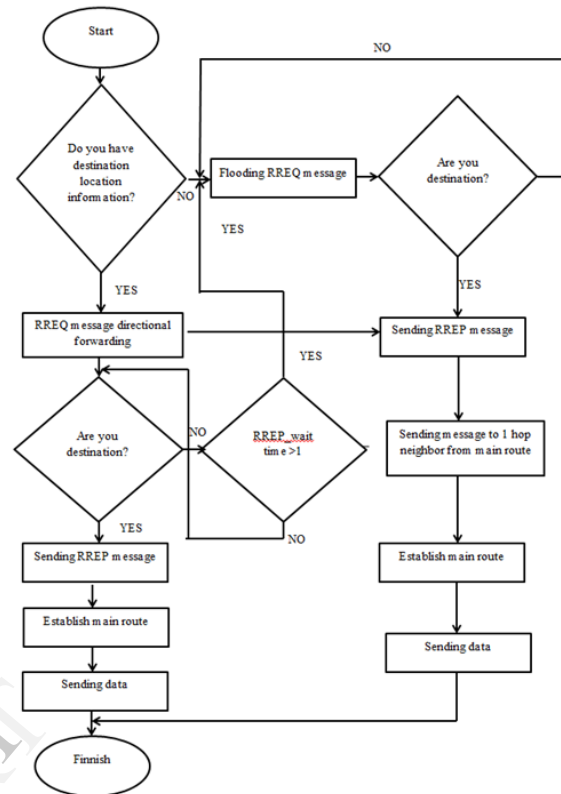 Start
NO
Do you have
destination
location
information?
NO
Flooding RREQ message
Are you
destination?
YES
YES
YES
RREQ message directional
forwarding
Sending RREP message
YES
Are you
destination?
NO
RREP_wait
time >1
Sending message to 1 hop
neighbor from main route
YES
NO
Sending RREP message
Establish main route
Establish main route
Sending data
Sending data
Finnish